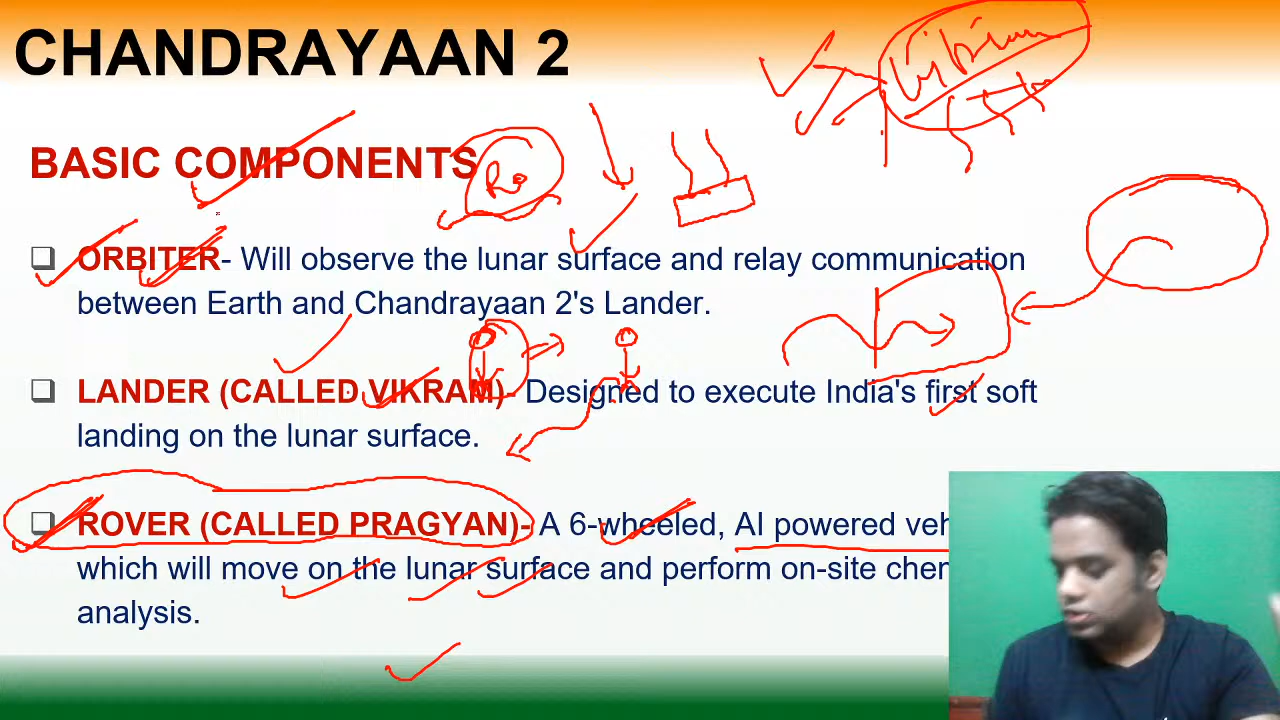 CHANDRAYAAN 2
BASIC COMPONENTS
Ro
ORBITER- Will observe the lunar surface and relay communication
between Earth and Chandrayaan 2's Lander.
LANDER (CALLED VIKRAM)- Designed to execute India's first soft
landing on the lunar surface.
ROVER (CALLED PRAGYAN)- A 6-wheeled, AI powered
which will move on the lunar surface and perform on-site
analysis.